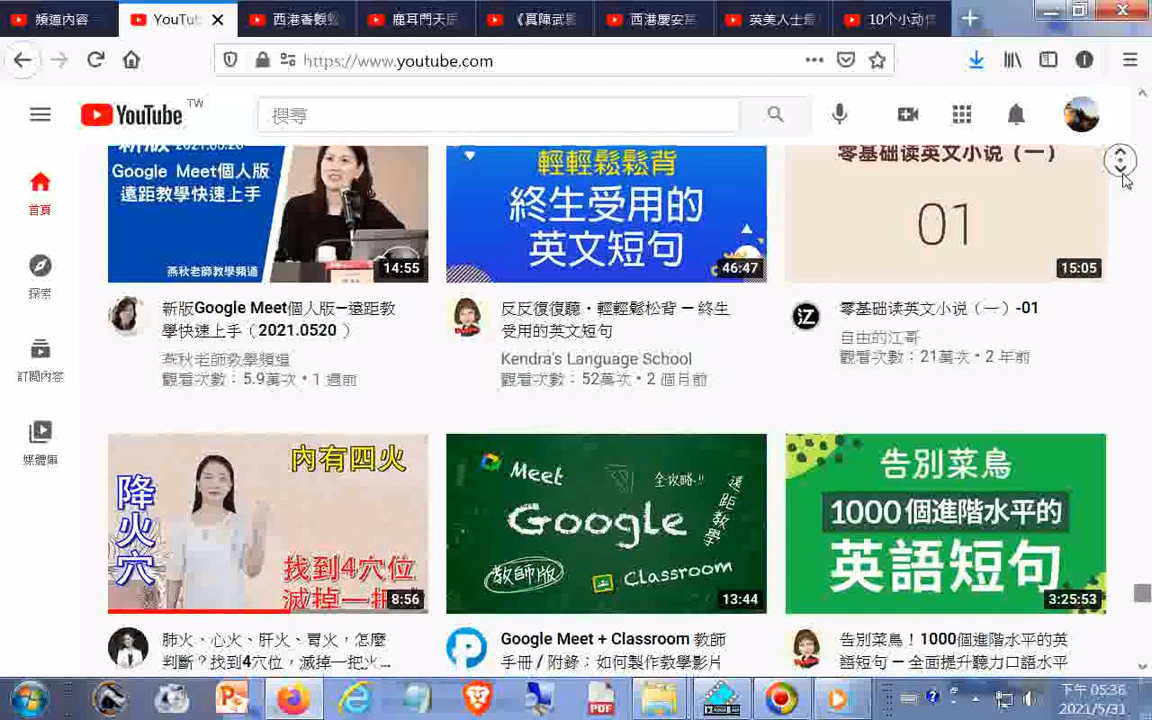 頻道內容
YouTub
西港香觀
鹿耳門天后
《真陳武
西港慶安
英美人士最
10个小动
https://www.youtube.com
YouTube TW
搜尋
首頁
探索
訂閱內容
媒體庫
新版 2021.05.20
Google Meet個人版
遠距教學快速上手
燕秋老師教學頻道
14:55
輕輕鬆鬆背
終生受用的
英文短句
46:47
零基础读英文小说（一）
01
15:05
新版Google Meet個人版—遠距教
學快速上手（2021.0520 ）
燕秋老師教學頻道
觀看次數：5.9萬次 • 1 週前
反反復復聽・輕輕鬆松背 — 終生
受用的英文短句
Kendra's Language School
觀看次數：52萬次 • 2 個月前
零基础读英文小说（一）-01
自由的江哥
觀看次數：21萬次 • 2 年前
內有四火
降火穴
找到4穴位
滅掉一把
8:56
Meet
全攻略!!
遠距教學
Google
教師版
Classroom
13:44
告別菜鳥
1000個進階水平的
英語短句
3:25:53
肺火、心火、肝火、胃火，怎麼
判斷？找到4穴位，滅掉一把火...
Google Meet + Classroom 教師
手冊 / 附錄：如何製作教學影片
告別菜鳥！1000個進階水平的英
語短句 — 全面提升聽力口語水平
PDF
下午 05:36
2021/5/31